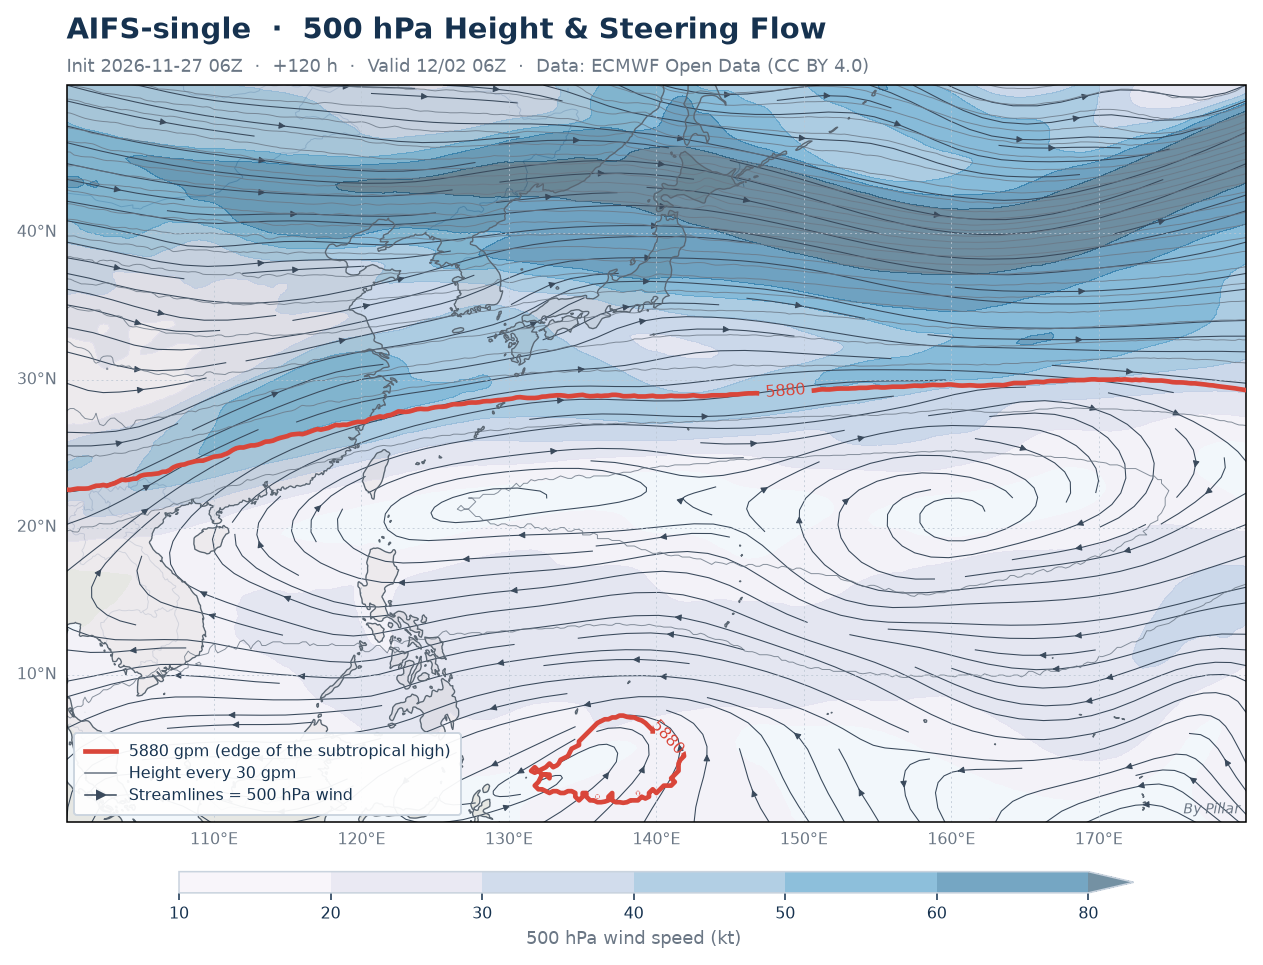 AIFS-single · 500 hPa Height & Steering Flow
Init 2026-11-27 06Z · +120 h · Valid 12/02 06Z · Data: ECMWF Open Data (CC BY 4.0)
40°N
30°N
20°N
10°N
5880
5880
5880 gpm (edge of the subtropical high)
Height every 30 gpm
Streamlines = 500 hPa wind
By Pillar
110°E 120°E 130°E 140°E 150°E 160°E 170°E
10 20 30 40 50 60 80
500 hPa wind speed (kt)